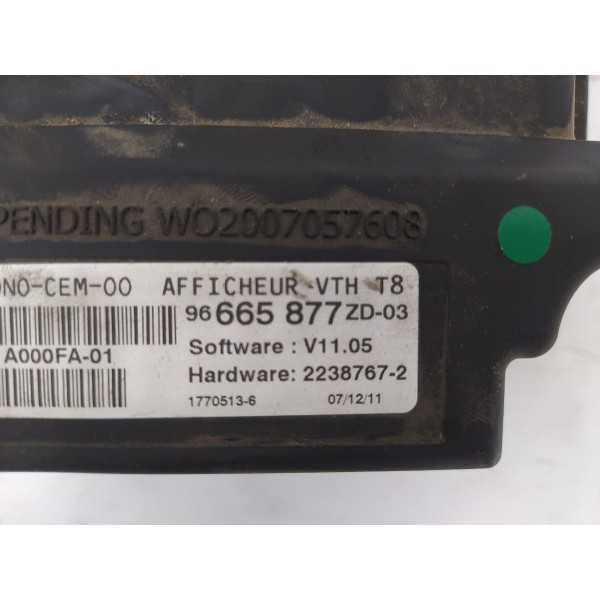 PENDING WO2007057608
ONO-CEM-00 AFFICHEUR VTH T8
96 665 877 ZD-03
A000FA-01
Software : V11.05
Hardware: 2238767-2
1770513-6 07/12/11